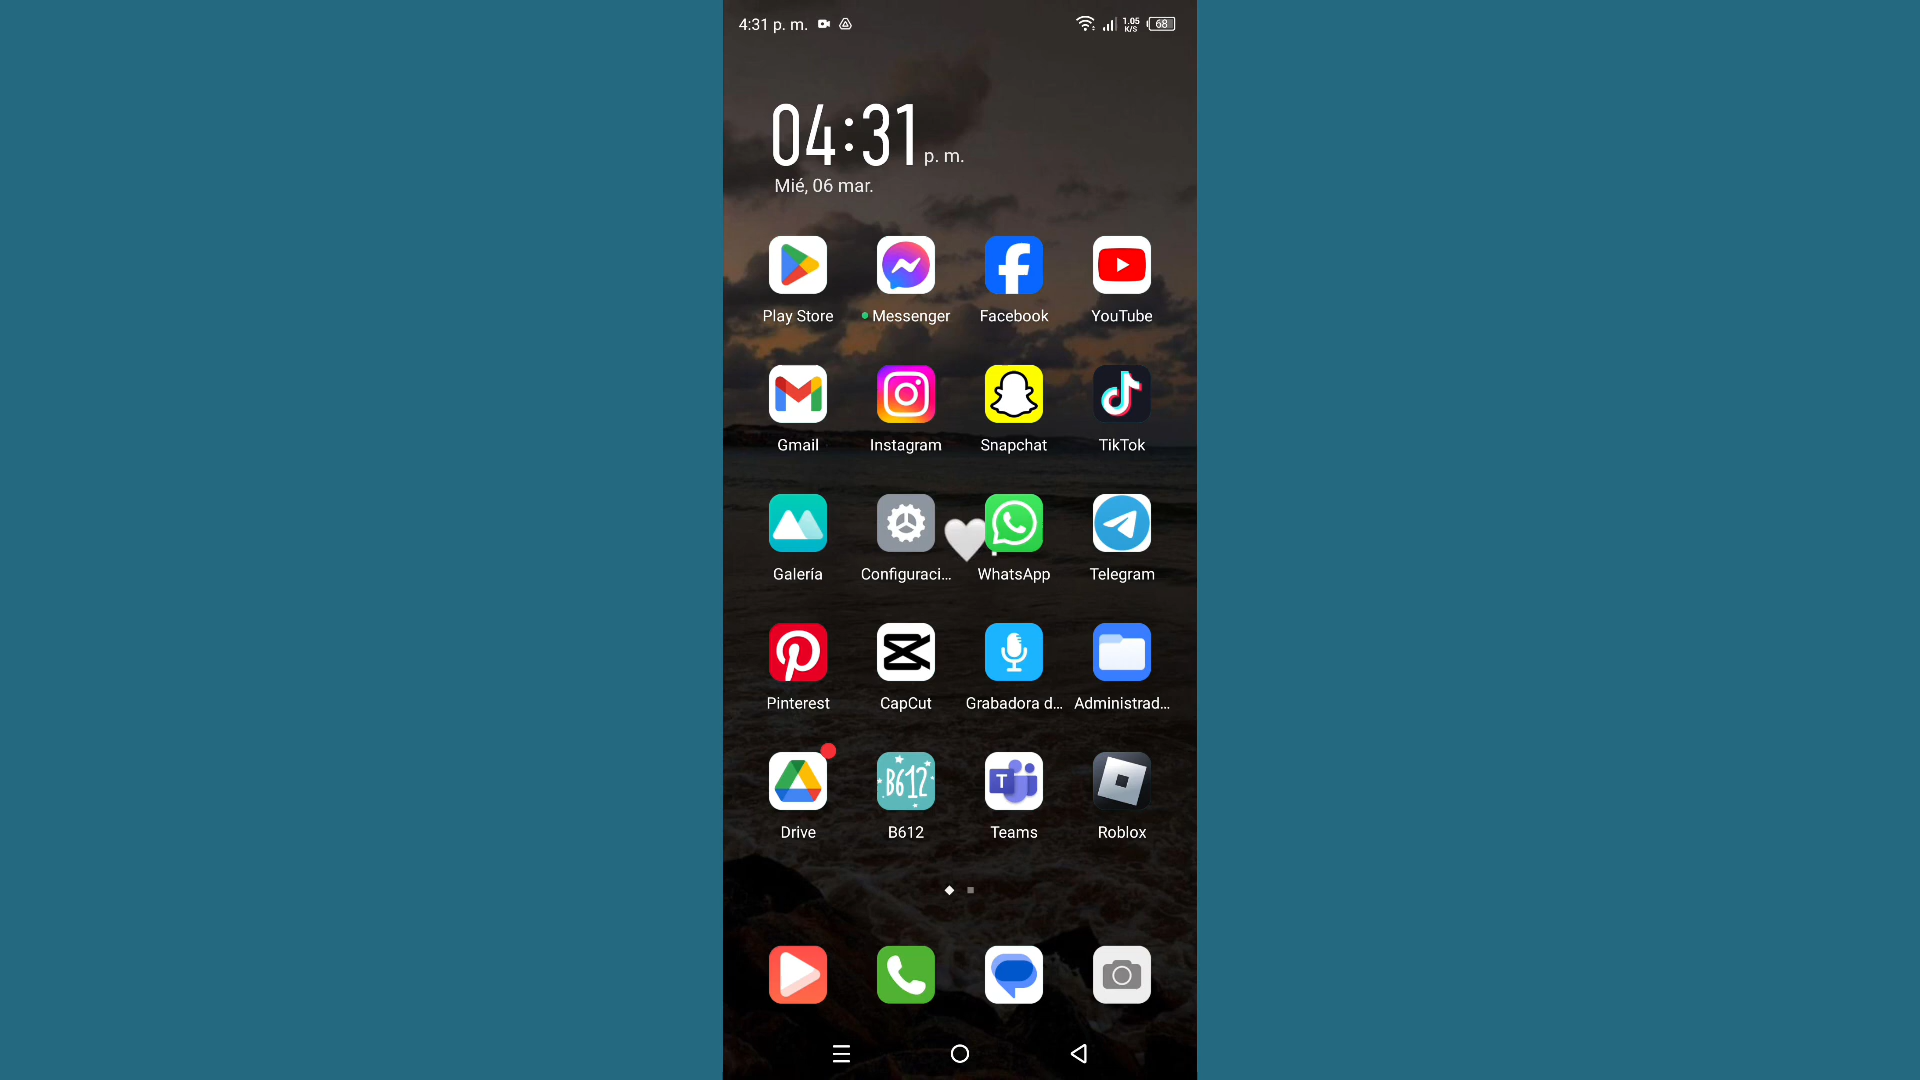 4:31 p. m.
1.05
K/S
68
04:31 p. m.
Mié, 06 mar.
Play Store
Messenger
Facebook
YouTube
Gmail
Instagram
Snapchat
TikTok
Galería
Configuraci...
WhatsApp
Telegram
Pinterest
CapCut
Grabadora d...
Administrad...
T
B612
Drive
B612
Teams
Roblox